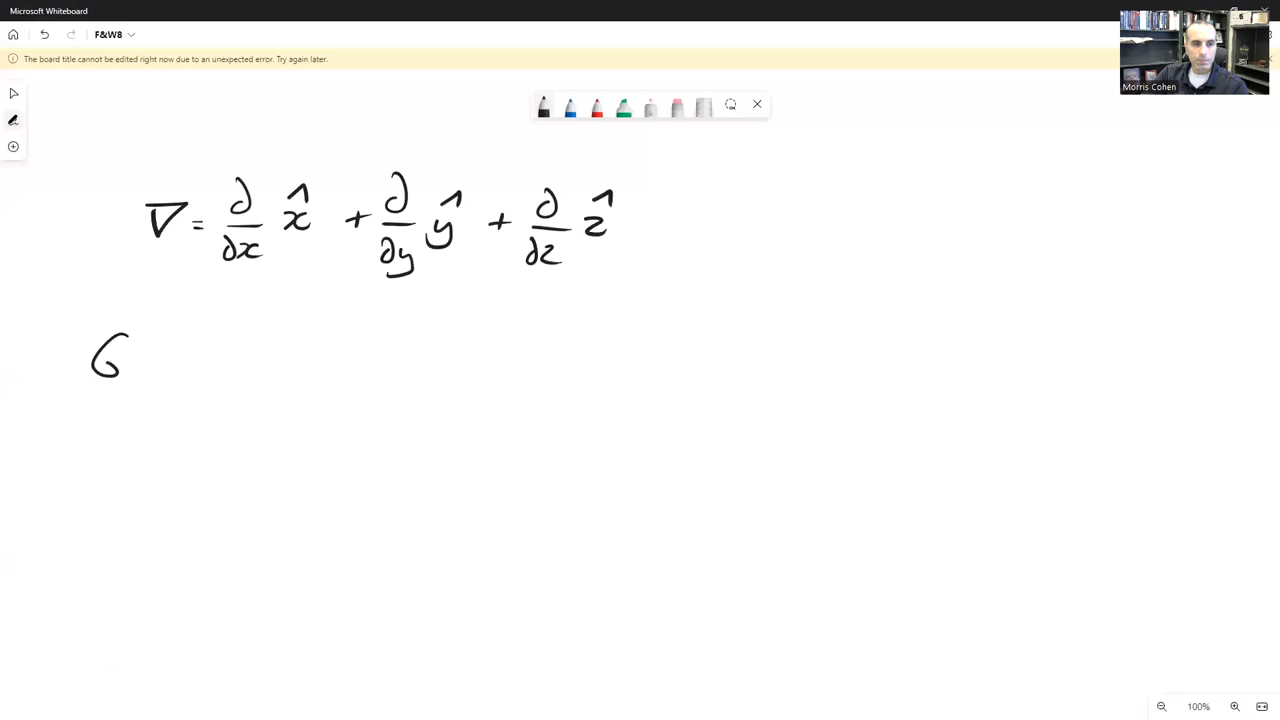 Microsoft Whiteboard
F&W8
The board title cannot be edited right now due to an unexpected error. Try again later.
Morris Cohen
∇ = ∂/∂x x̂ + ∂/∂y ŷ + ∂/∂z ẑ
G
100%